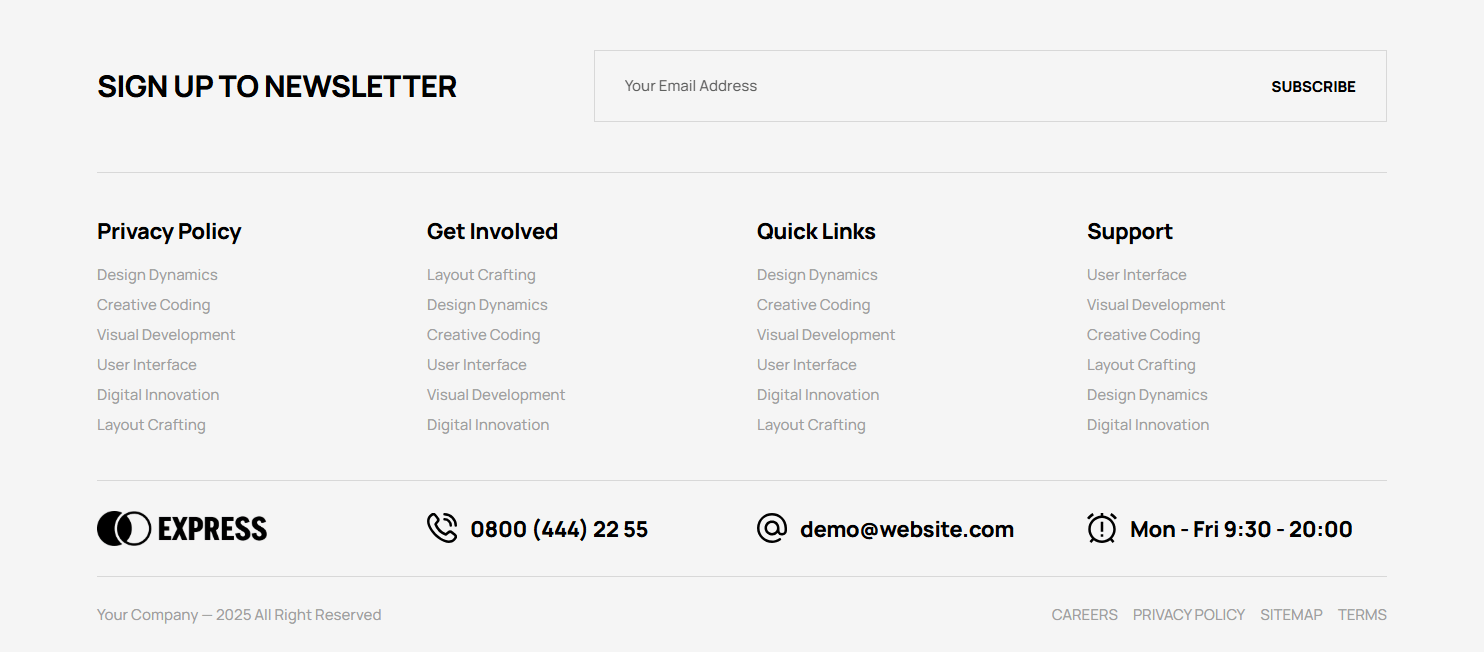 SIGN UP TO NEWSLETTER
Your Email Address
SUBSCRIBE
Privacy Policy
Design Dynamics
Creative Coding
Visual Development
User Interface
Digital Innovation
Layout Crafting
Get Involved
Layout Crafting
Design Dynamics
Creative Coding
User Interface
Visual Development
Digital Innovation
Quick Links
Design Dynamics
Creative Coding
Visual Development
User Interface
Digital Innovation
Layout Crafting
Support
User Interface
Visual Development
Creative Coding
Layout Crafting
Design Dynamics
Digital Innovation
EXPRESS
0800 (444) 22 55
demo@website.com
Mon - Fri 9:30 - 20:00
Your Company — 2025 All Right Reserved
CAREERS PRIVACY POLICY SITEMAP TERMS